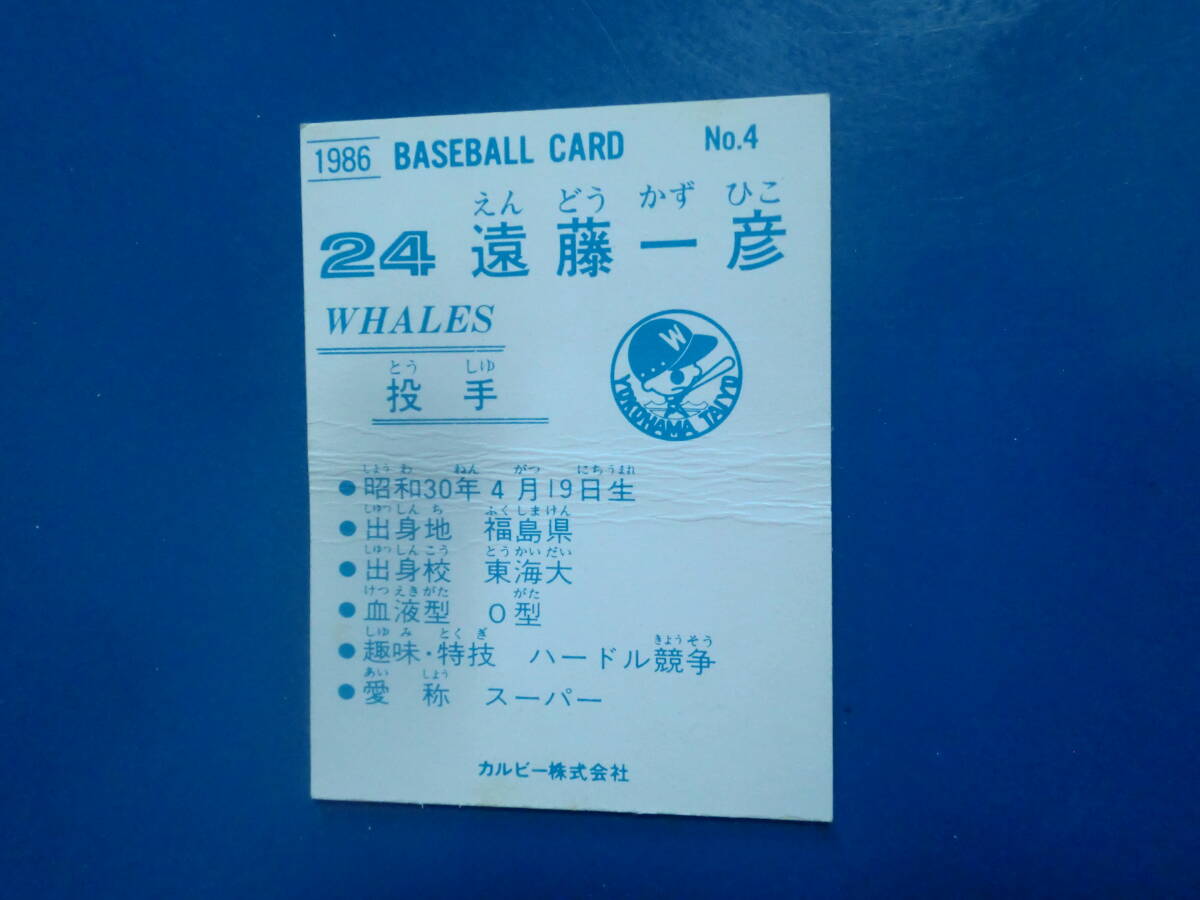 1986 BASEBALL CARD No.4
えん どう かず ひこ
24 遠藤一彦
WHALES
W
YOKOHAMA TAIYO
とう しゆ
投手
しょう わ ねん がつ にちうまれ
●昭和30年4月19日生
しゅっしん ち ふくしまけん
●出身地 福島県
しゅっしんこう とうかいだい
●出身校 東海大
けつえきがた がた
●血液型 O型
しゆ み とく ぎ きょうそう
●趣味・特技 ハードル競争
あい しょう
●愛称 スーパー
カルビー株式会社